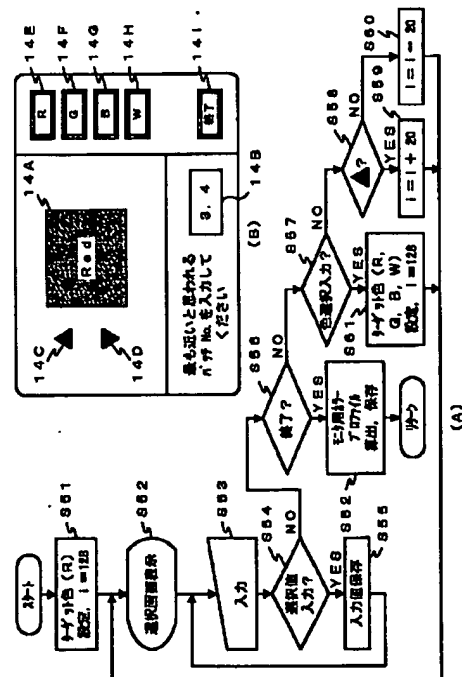 スタート
S51
ターゲット色 (R)
設定, i=128
S52
選択画面表示
S53
入力
S54
選択値
入力?
NO
YES
S55
入力値保存
S56
終了?
NO
YES
S52
モニタ用カラー
プロファイル
算出, 保存
リターン
S57
色選択入力?
NO
YES
S61
ターゲット色 (R,
G, B, W)
設定, i=128
S58
▲?
NO
YES
S59
i=i+20
S60
i=i-20
(A)
14A
Red
14C
14D
R
14E
G
14F
B
14G
W
14H
終了
14I
最も近いと思われる
パッチNo.を入力して
ください
3.4
14B
(B)